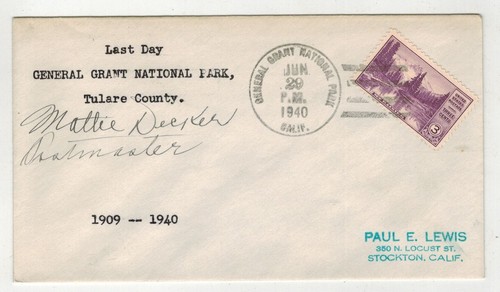 Last Day
GENERAL GRANT NATIONAL PARK,
Tulare County.
Mattie Decker
Postmaster
1909 -- 1940
GENERAL GRANT NATIONAL PARK
JUN
29
P.M.
1940
CALIF.
3
PAUL E. LEWIS
350 N. LOCUST ST.
STOCKTON, CALIF.